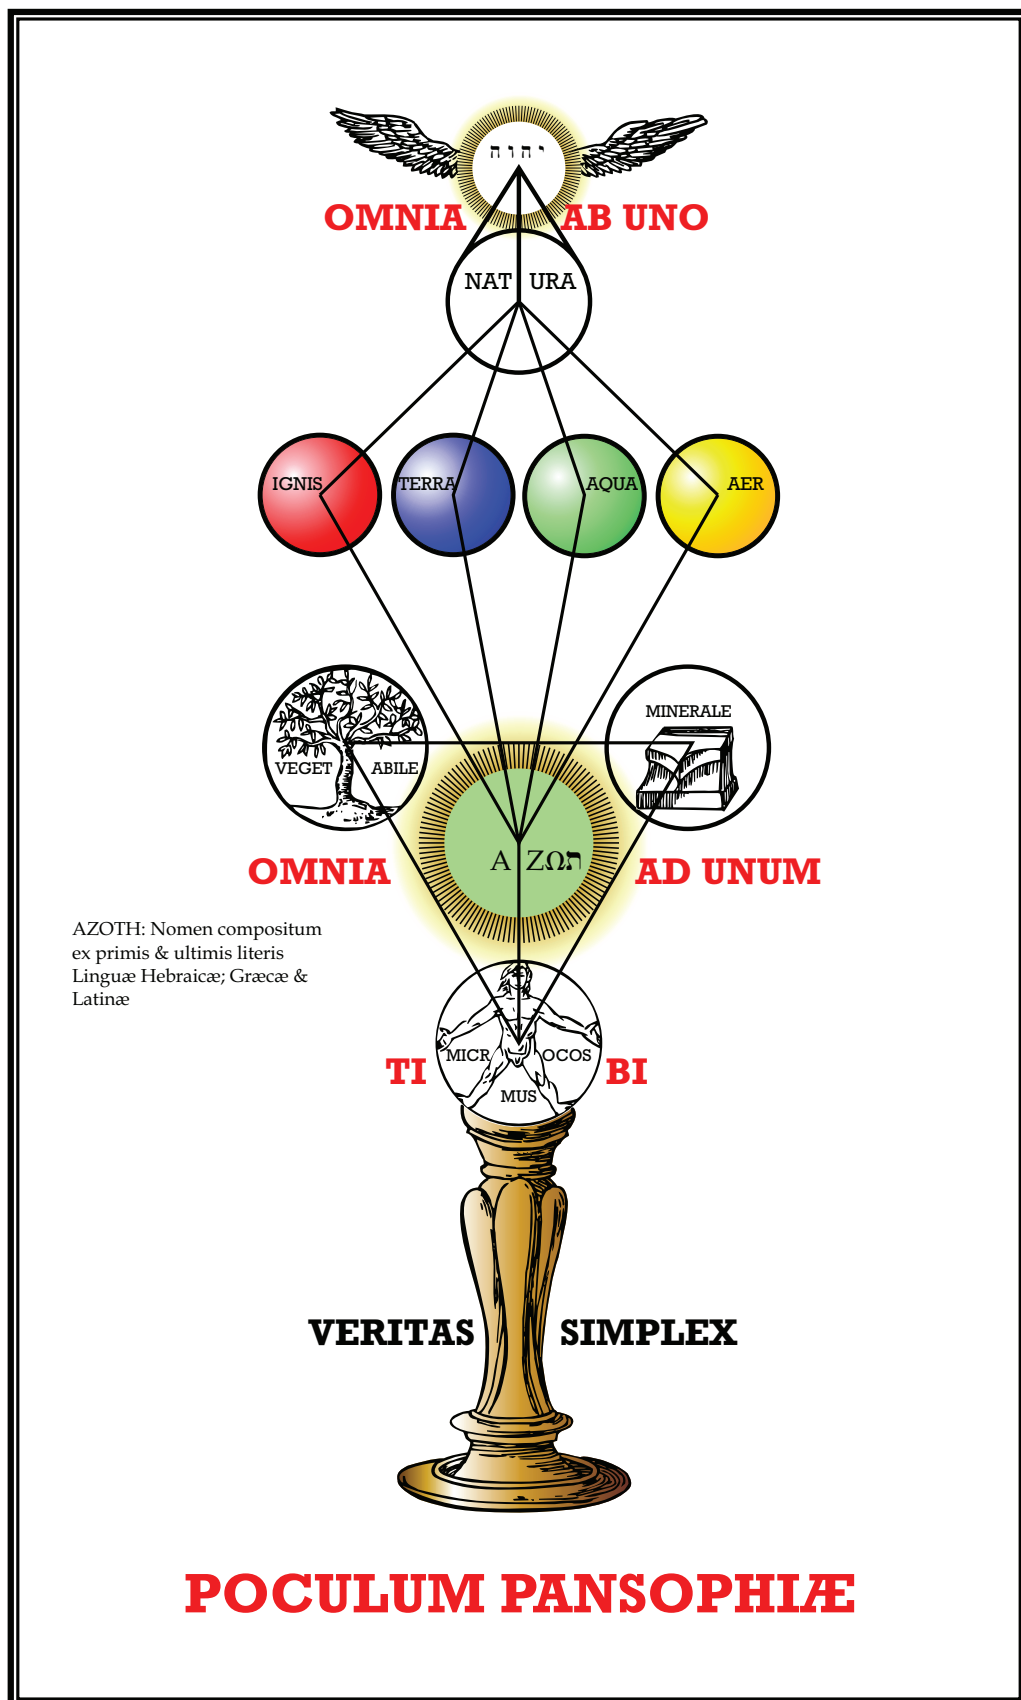 יהוה
OMNIA AB UNO
NAT URA
IGNIS TERRA AQUA AER
MINERALE
VEGET ABILE
A ZΩת
OMNIA AD UNUM
AZOTH: Nomen compositum
ex primis & ultimis literis
Linguæ Hebraicæ; Græcæ &
Latinæ
MICR OCOS
TI BI
MUS
VERITAS SIMPLEX
POCULUM PANSOPHIÆ